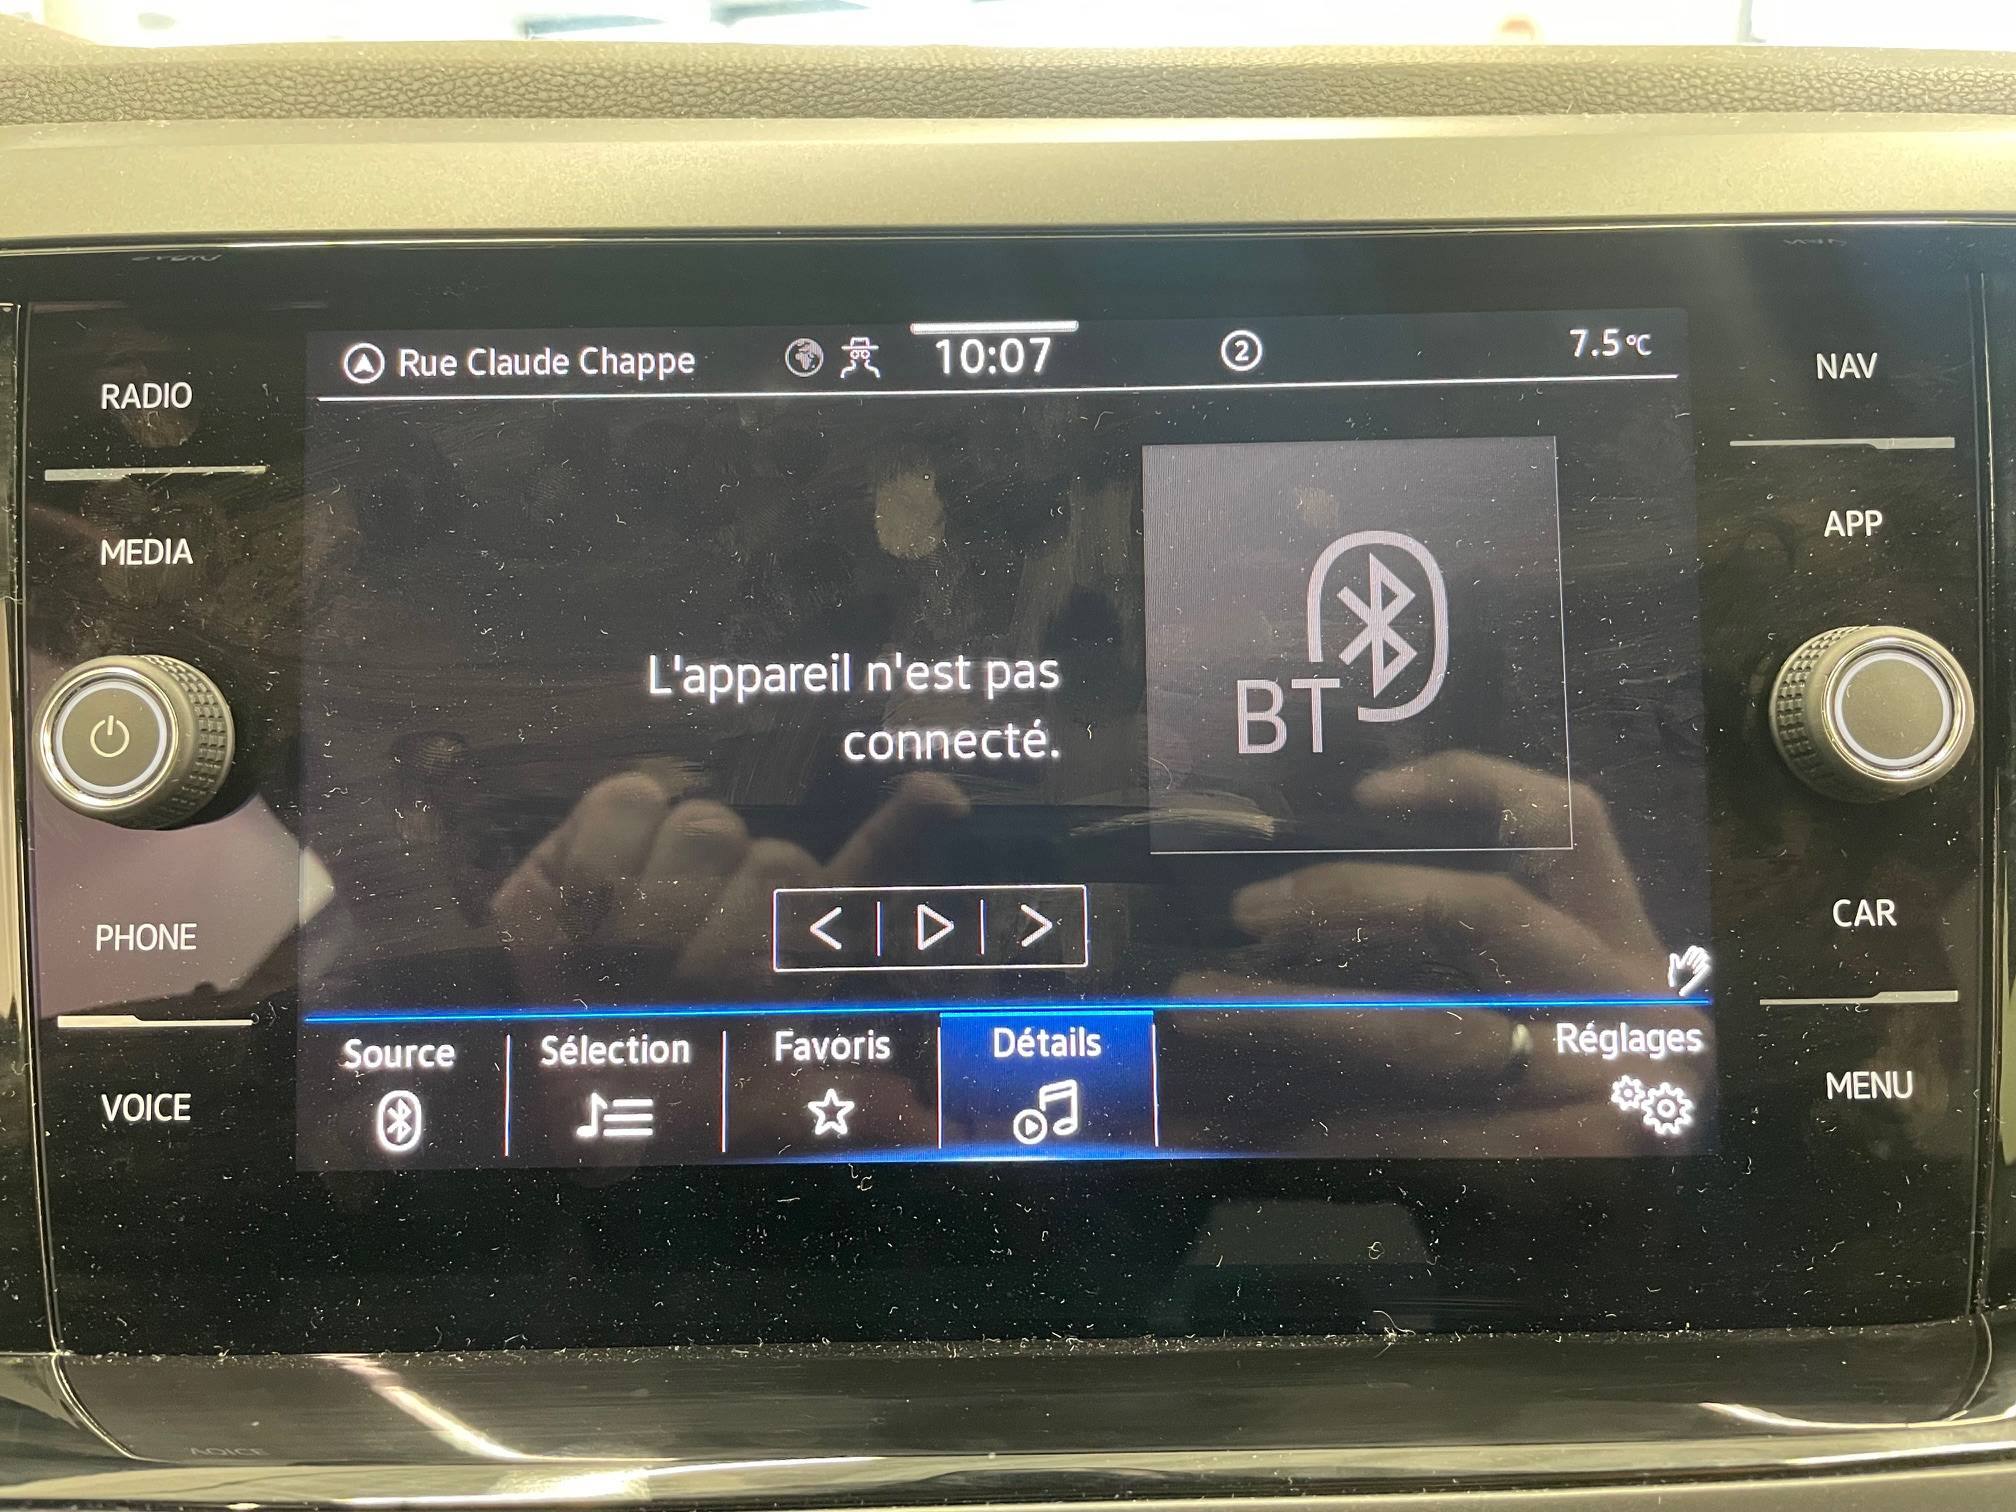 RADIO
MEDIA
PHONE
VOICE
Rue Claude Chappe
10:07
2
7.5°C
L'appareil n'est pas
connecté.
BT
Source
Sélection
Favoris
Détails
Réglages
NAV
APP
CAR
MENU
VOICE